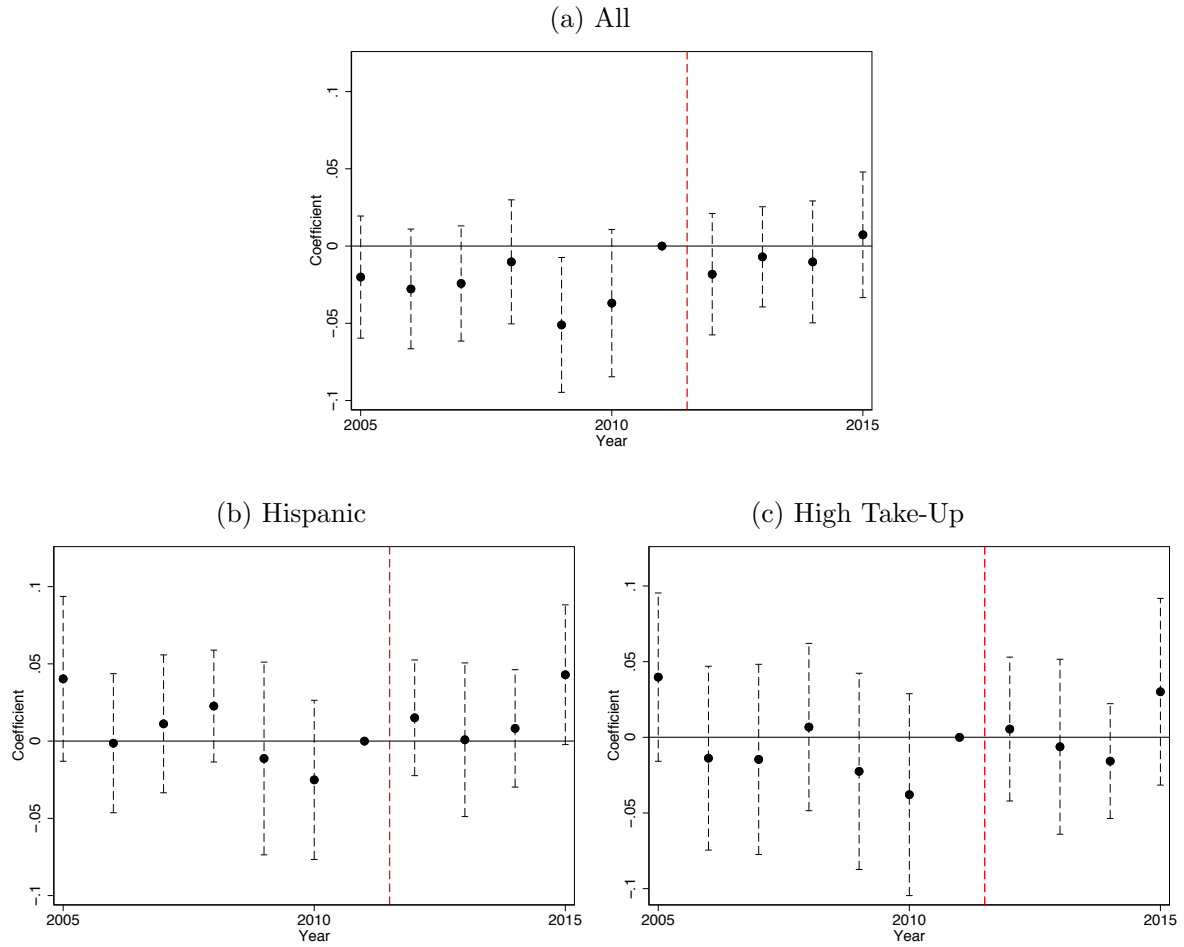 (a) All
.1
.05
0
-.05
-.1
Coefficient
2005
2010
2015
Year
(b) Hispanic
.1
.05
0
-.05
-.1
Coefficient
2005
2010
2015
Year
(c) High Take-Up
.1
.05
0
-.05
-.1
Coefficient
2005
2010
2015
Year